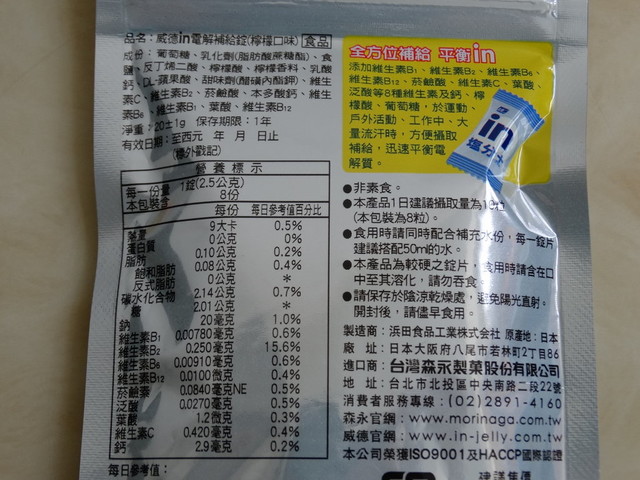 品名:威德in電解補給錠(檸檬口味) 食品
成份:葡萄糖、乳化劑(脂肪酸蔗糖酯)、食
鹽、反丁烯二酸、檸檬酸、檸檬香料、乳酸
鈣、DL-蘋果酸、甜味劑(醋磺內酯鉀)、維生
素C、維生素B2、菸鹼酸、本多酸鈣、維生
素B6、維生素B1、葉酸、維生素B12
淨重:20±1g 保存期限:1年
有效日期:至西元 年 月 日止
(標外戳記)
營養標示
每一份量 1錠(2.5公克)
本包裝含 8份
每份 每日參考值百分比
熱量 9大卡 0.5%
蛋白質 0公克 0%
脂肪 0.10公克 0.2%
飽和脂肪 0.08公克 0.4%
反式脂肪 0公克 *
碳水化合物 2.14公克 0.7%
糖 2.01公克 *
鈉 20毫克 1.0%
維生素B1 0.00780毫克 0.6%
維生素B2 0.250毫克 15.6%
維生素B6 0.00910毫克 0.6%
維生素B12 0.0100微克 0.4%
菸鹼素 0.0840毫克NE 0.5%
泛酸 0.0270毫克 0.5%
葉酸 1.2微克 0.3%
維生素C 0.420毫克 0.4%
鈣 2.9毫克 0.2%
每日參考值:
全方位補給 平衡in
添加維生素B1、維生素B2、維生素B6、
維生素B12、菸鹼酸、維生素C、葉酸、
泛酸等8種維生素及鈣、檸
檬酸、葡萄糖,於運動、
戶外活動、工作中、大
量流汗時,方便攝取
補給,迅速平衡電
解質。
in
塩分
●非素食。
●本產品1日建議攝取量為10粒
(本包裝為8粒)。
●食用時請同時配合補充水份,每一錠片
建議搭配50ml的水。
●本產品為較硬之錠片,食用時請含在口
中至其溶化,請勿吞食。
●請保存於陰涼乾燥處,避免陽光直射。
開封後,請儘早食用。
製造商:浜田食品工業株式会社 原產地:日本
廠 址:日本大阪府八尾市若林町2丁目86
進口商:台灣森永製菓股份有限公司
地 址:台北市北投區中央南路二段22號
消費者服務專線:(02)2891-4160
森永官網:www.morinaga.com.tw
威德官網:www.in-jelly.com.tw
本公司榮獲ISO9001及HACCP國際認證
建議售價